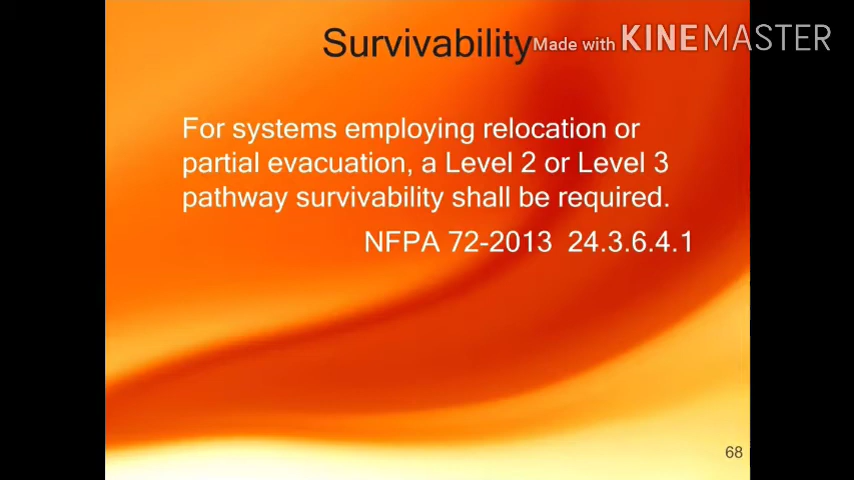 Survivability
Made with KINEMASTER
For systems employing relocation or
partial evacuation, a Level 2 or Level 3
pathway survivability shall be required.
NFPA 72-2013 24.3.6.4.1
68